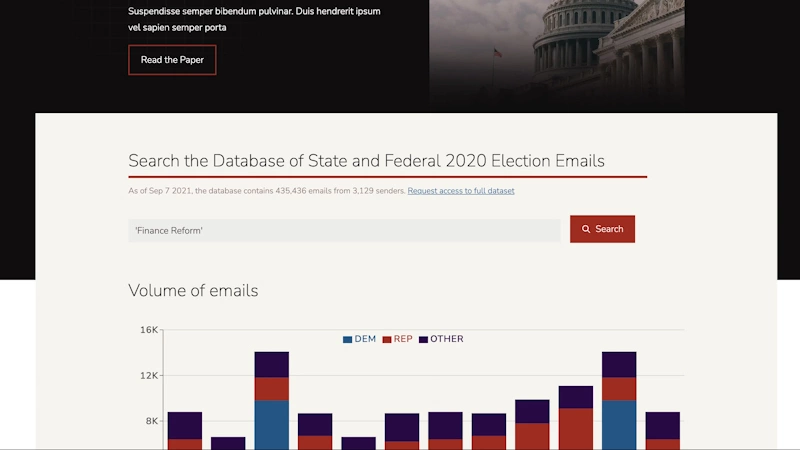 Suspendisse semper bibendum pulvinar. Duis hendrerit ipsum
vel sapien semper porta
Read the Paper
Search the Database of State and Federal 2020 Election Emails
As of Sep 7 2021, the database contains 435,436 emails from 3,129 senders. Request access to full dataset
'Finance Reform'
Search
Volume of emails
16K
DEM REP OTHER
12K
8K